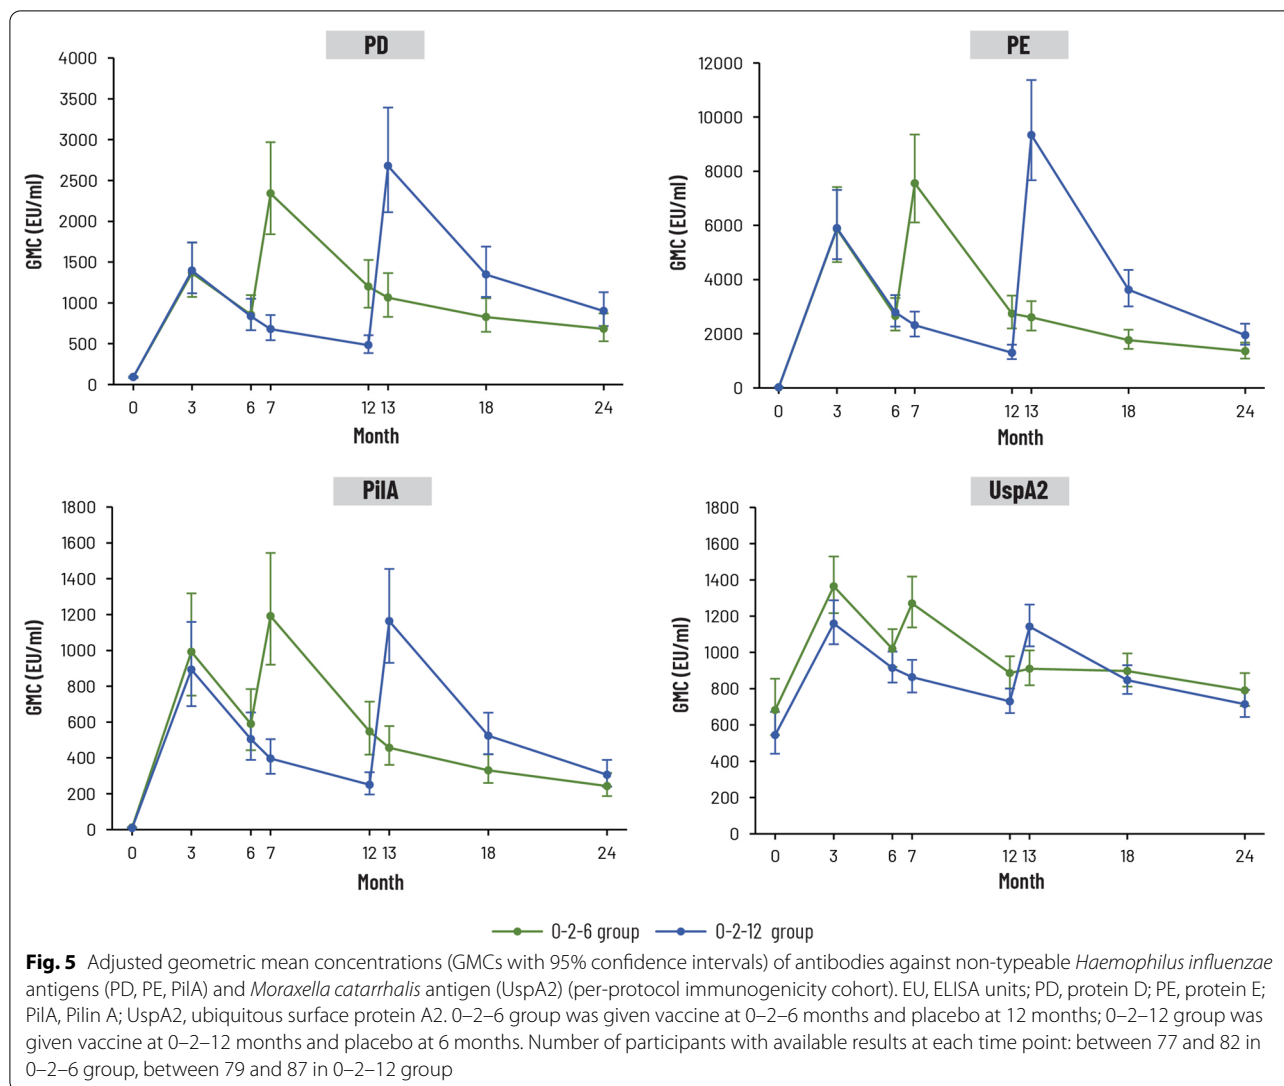 PD
4000
3500
3000
2500
2000
1500
1000
500
0
GMC (EU/ml)
0 3 6 7 12 13 18 24
Month
PE
12000
10000
8000
6000
4000
2000
0
GMC (EU/ml)
0 3 6 7 12 13 18 24
Month
PilA
1800
1600
1400
1200
1000
800
600
400
200
0
GMC (EU/ml)
0 3 6 7 12 13 18 24
Month
UspA2
1800
1600
1400
1200
1000
800
600
400
200
0
GMC (EU/ml)
0 3 6 7 12 13 18 24
Month
0-2-6 group 0-2-12 group
Fig. 5 Adjusted geometric mean concentrations (GMCs with 95% confidence intervals) of antibodies against non-typeable Haemophilus influenzae
antigens (PD, PE, PilA) and Moraxella catarrhalis antigen (UspA2) (per-protocol immunogenicity cohort). EU, ELISA units; PD, protein D; PE, protein E;
PilA, Pilin A; UspA2, ubiquitous surface protein A2. 0–2–6 group was given vaccine at 0–2–6 months and placebo at 12 months; 0–2–12 group was
given vaccine at 0–2–12 months and placebo at 6 months. Number of participants with available results at each time point: between 77 and 82 in
0–2–6 group, between 79 and 87 in 0–2–12 group